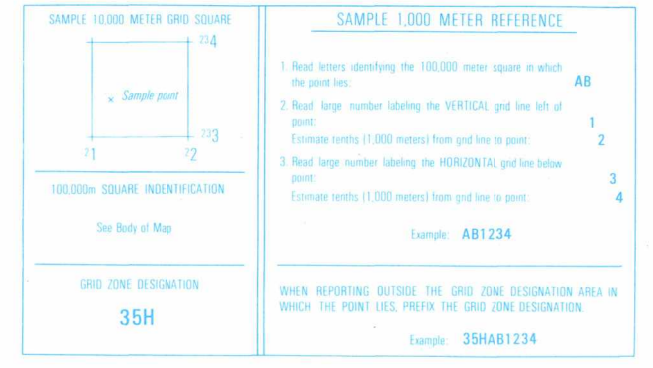 SAMPLE 10,000 METER GRID SQUARE
234
Sample point
233
21
22
100,000m SQUARE INDENTIFICATION
See Body of Map
GRID ZONE DESIGNATION
35H
SAMPLE 1,000 METER REFERENCE
1. Read letters identifying the 100,000 meter square in which
the point lies: AB
2. Read large number labeling the VERTICAL grid line left of
point: 1
Estimate tenths (1,000 meters) from grid line to point: 2
3. Read large number labeling the HORIZONTAL grid line below
point: 3
Estimate tenths (1,000 meters) from grid line to point: 4
Example: AB1234
WHEN REPORTING OUTSIDE THE GRID ZONE DESIGNATION AREA IN
WHICH THE POINT LIES, PREFIX THE GRID ZONE DESIGNATION.
Example: 35HAB1234